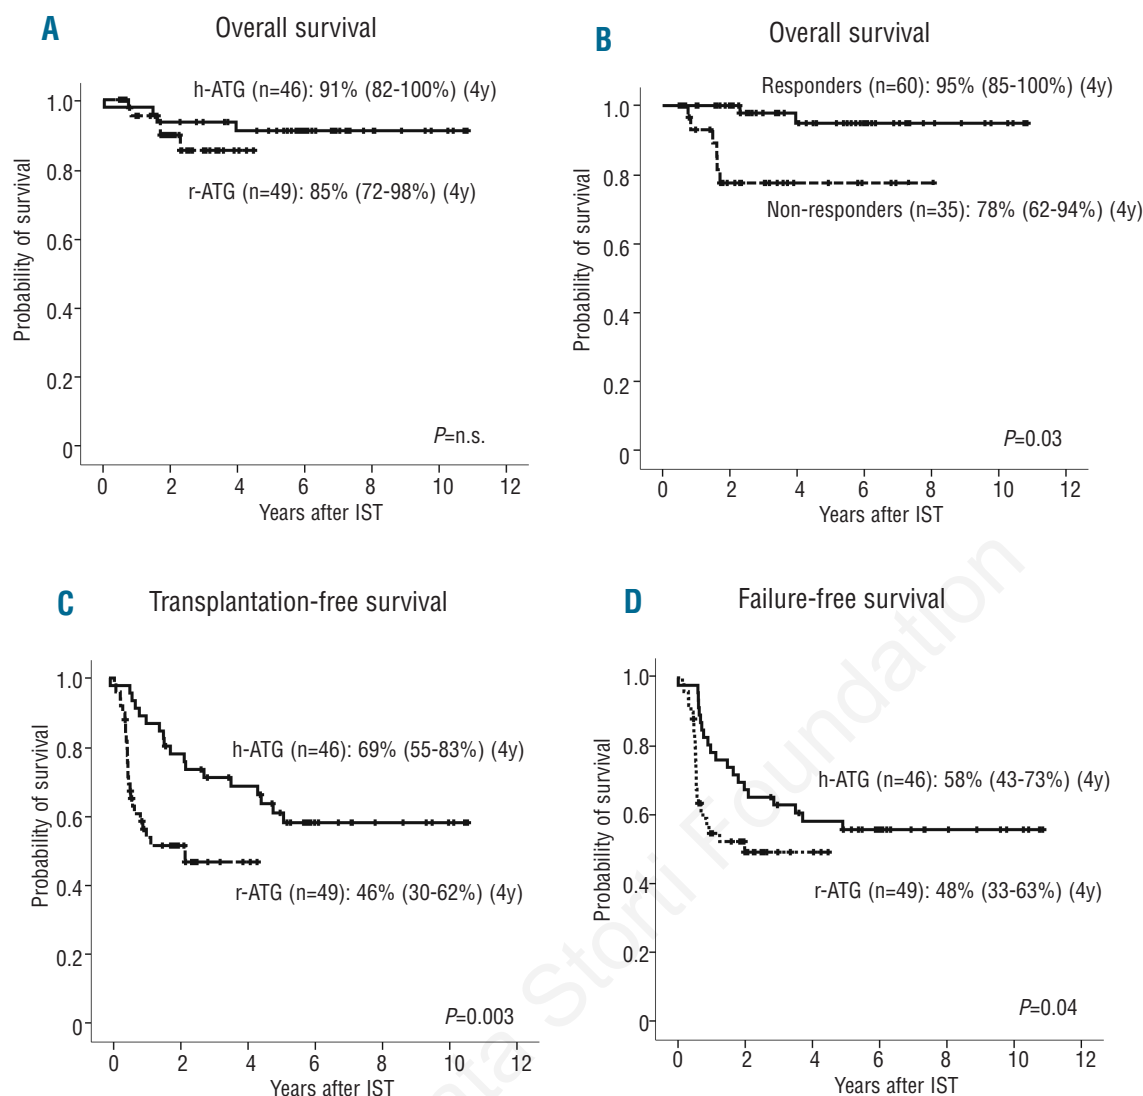 A
Overall survival
h-ATG (n=46): 91% (82-100%) (4y)
r-ATG (n=49): 85% (72-98%) (4y)
Probability of survival
1.0
0.8
0.6
0.4
0.2
0
P=n.s.
0 2 4 6 8 10 12
Years after IST
B
Overall survival
Responders (n=60): 95% (85-100%) (4y)
Non-responders (n=35): 78% (62-94%) (4y)
Probability of survival
1.0
0.8
0.6
0.4
0.2
0
P=0.03
0 2 4 6 8 10 12
Years after IST
C
Transplantation-free survival
h-ATG (n=46): 69% (55-83%) (4y)
r-ATG (n=49): 46% (30-62%) (4y)
Probability of survival
1.0
0.8
0.6
0.4
0.2
0
P=0.003
0 2 4 6 8 10 12
Years after IST
D
Failure-free survival
h-ATG (n=46): 58% (43-73%) (4y)
r-ATG (n=49): 48% (33-63%) (4y)
Probability of survival
1.0
0.8
0.6
0.4
0.2
0
P=0.04
0 2 4 6 8 10 12
Years after IST
Storti Foundation